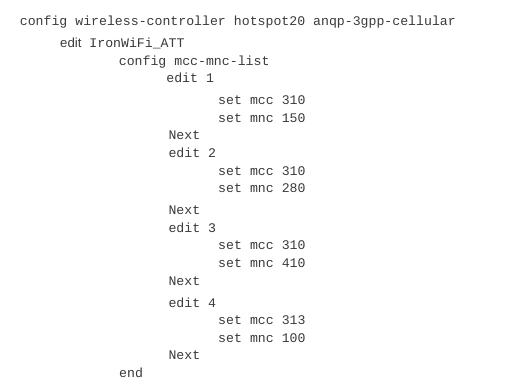 config wireless-controller hotspot20 anqp-3gpp-cellular
edit IronWiFi_ATT
config mcc-mnc-list
edit 1
set mcc 310
set mnc 150
Next
edit 2
set mcc 310
set mnc 280
Next
edit 3
set mcc 310
set mnc 410
Next
edit 4
set mcc 313
set mnc 100
Next
end